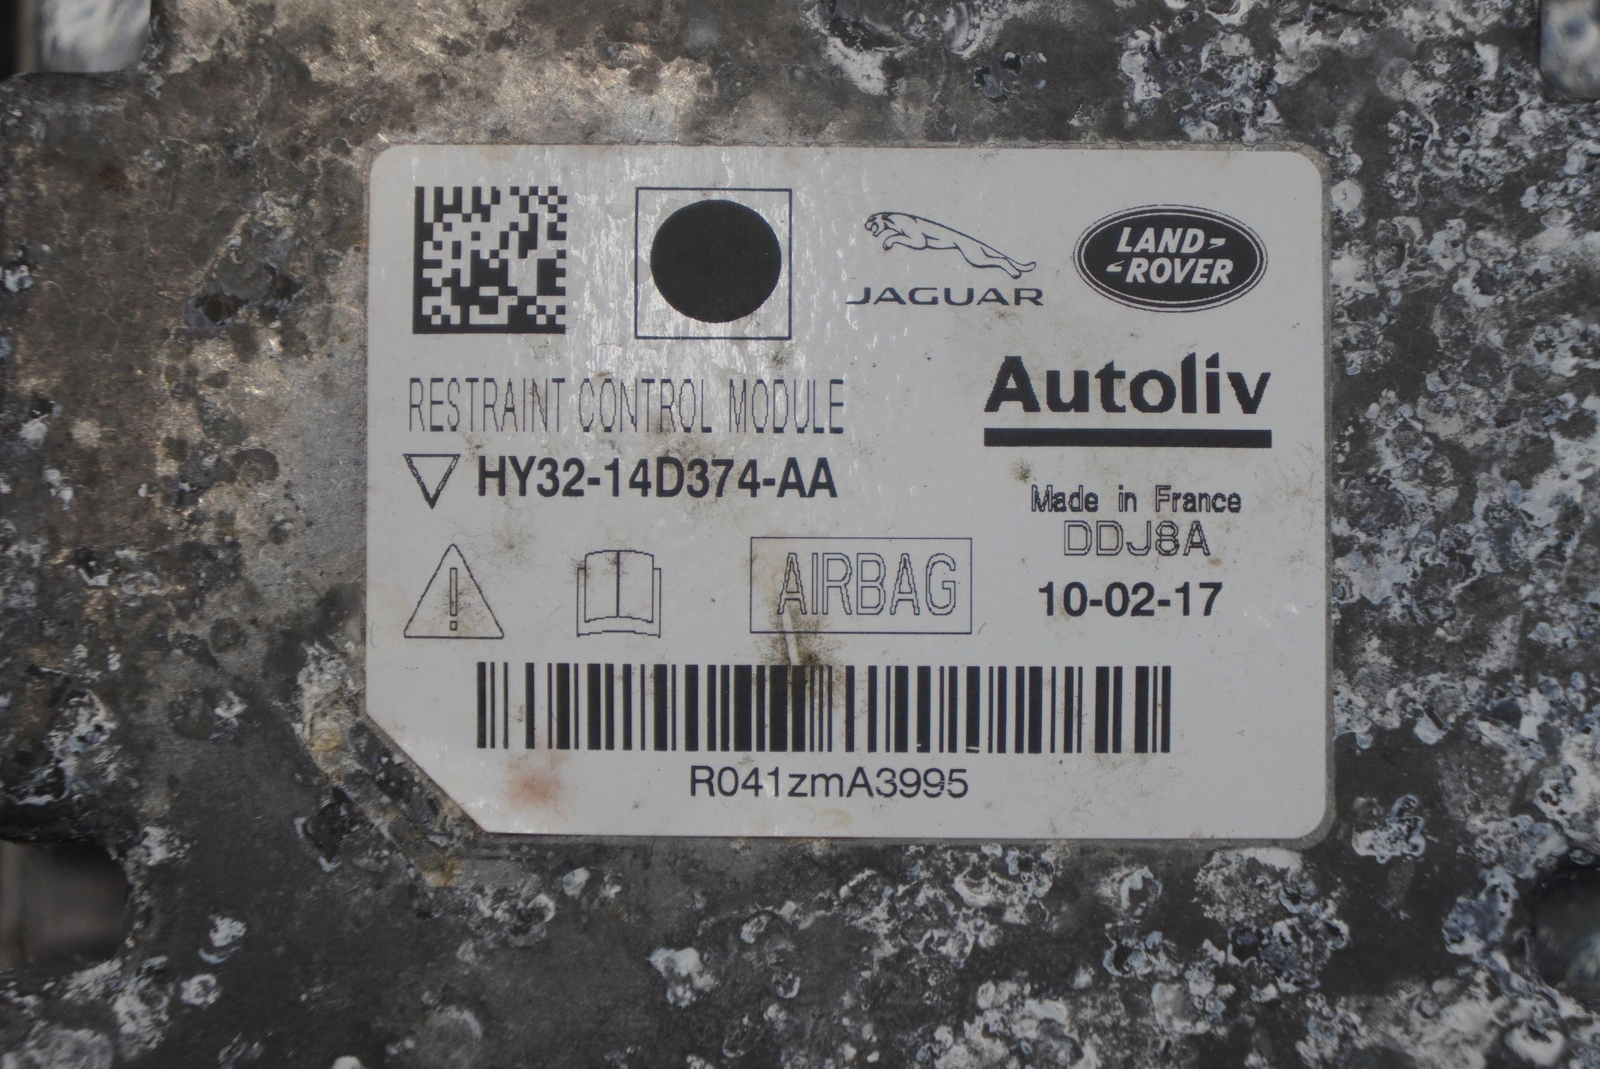 JAGUAR
LAND-
-ROVER
RESTRAINT CONTROL MODULE
Autoliv
HY32-14D374-AA
Made in France
DDJ8A
AIRBAG
10-02-17
R041zmA3995